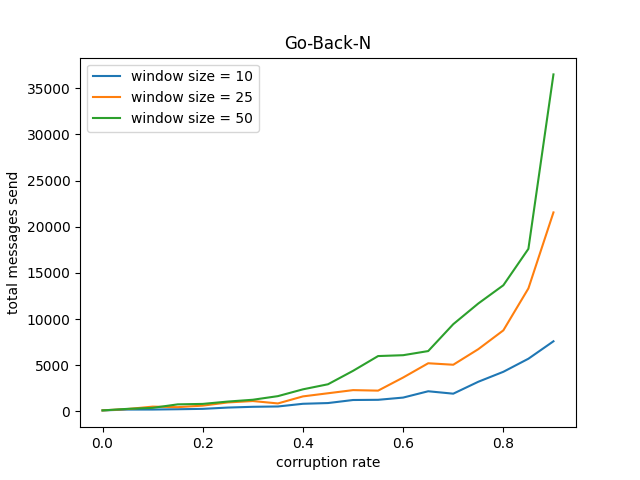 Go-Back-N
window size = 10
window size = 25
window size = 50
total messages send
35000
30000
25000
20000
15000
10000
5000
0
0.0 0.2 0.4 0.6 0.8
corruption rate